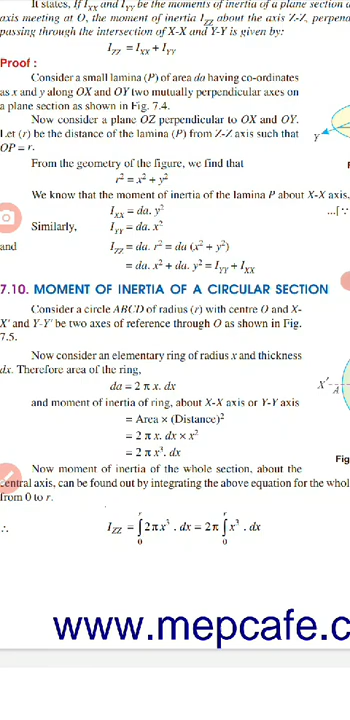 It states, If I_XX and I_YY be the moments of inertia of a plane section a
axis meeting at O, the moment of inertia I_ZZ about the axis Z-Z, perpend
passing through the intersection of X-X and Y-Y is given by:
I_ZZ = I_XX + I_YY
Proof :
Consider a small lamina (P) of area da having co-ordinates
as x and y along OX and OY two mutually perpendicular axes on
a plane section as shown in Fig. 7.4.
Now consider a plane OZ perpendicular to OX and OY.
Let (r) be the distance of the lamina (P) from Z-Z axis such that
OP = r.
Y′
From the geometry of the figure, we find that
r² = x² + y²
We know that the moment of inertia of the lamina P about X-X axis,
I_XX = da. y² ...[∵
Similarly, I_YY = da. x²
and I_ZZ = da. r² = da (x² + y²)
= da. x² + da. y² = I_YY + I_XX
7.10. MOMENT OF INERTIA OF A CIRCULAR SECTION
Consider a circle ABCD of radius (r) with centre O and X-
X′ and Y-Y′ be two axes of reference through O as shown in Fig.
7.5.
Now consider an elementary ring of radius x and thickness
dx. Therefore area of the ring,
da = 2 π x. dx
X′
A
and moment of inertia of ring, about X-X axis or Y-Y axis
= Area × (Distance)²
= 2 π x. dx × x²
= 2 π x³. dx
Fig
Now moment of inertia of the whole section, about the
central axis, can be found out by integrating the above equation for the whol
from 0 to r.
∴ I_ZZ = ∫₀ʳ 2πx³ . dx = 2π ∫₀ʳ x³ . dx
www.mepcafe.c